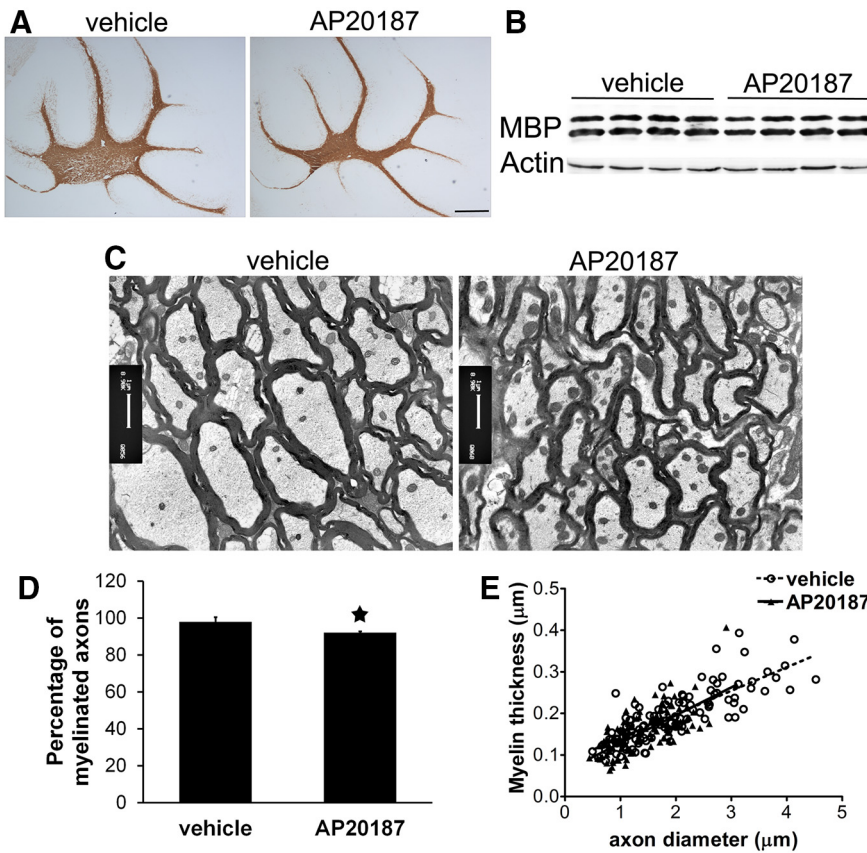 A
vehicle
AP20187
B
vehicle
AP20187
MBP
Actin
C
vehicle
AP20187
1μm
1μm
D
Percentage of
myelinated axons
120
100
80
60
40
20
0
vehicle
AP20187
E
vehicle
AP20187
Myelin thickness (μm)
0.5
0.4
0.3
0.2
0.1
0.0
0
1
2
3
4
5
axon diameter (μm)